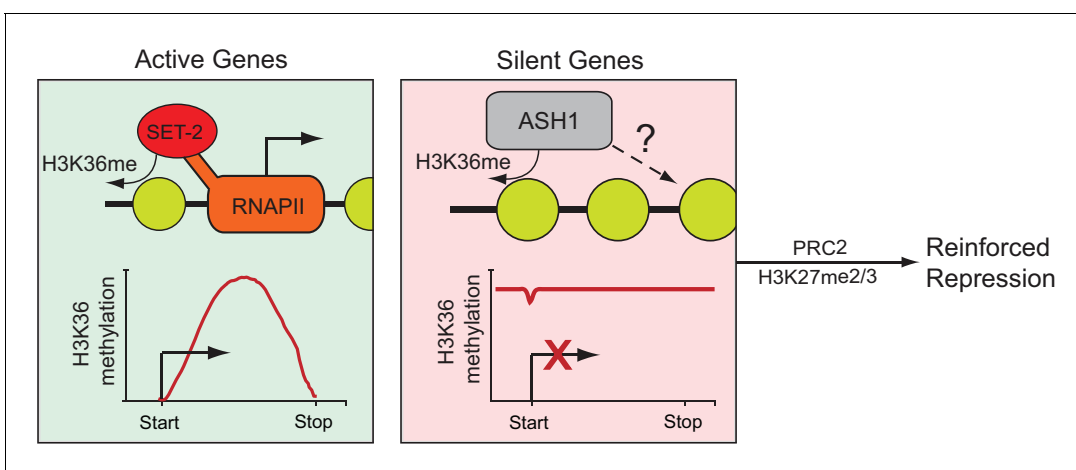 Active Genes
SET-2
H3K36me
RNAPII
H3K36
methylation
Start
Stop
Silent Genes
ASH1
?
H3K36me
H3K36
methylation
X
Start
Stop
PRC2
H3K27me2/3
Reinforced
Repression